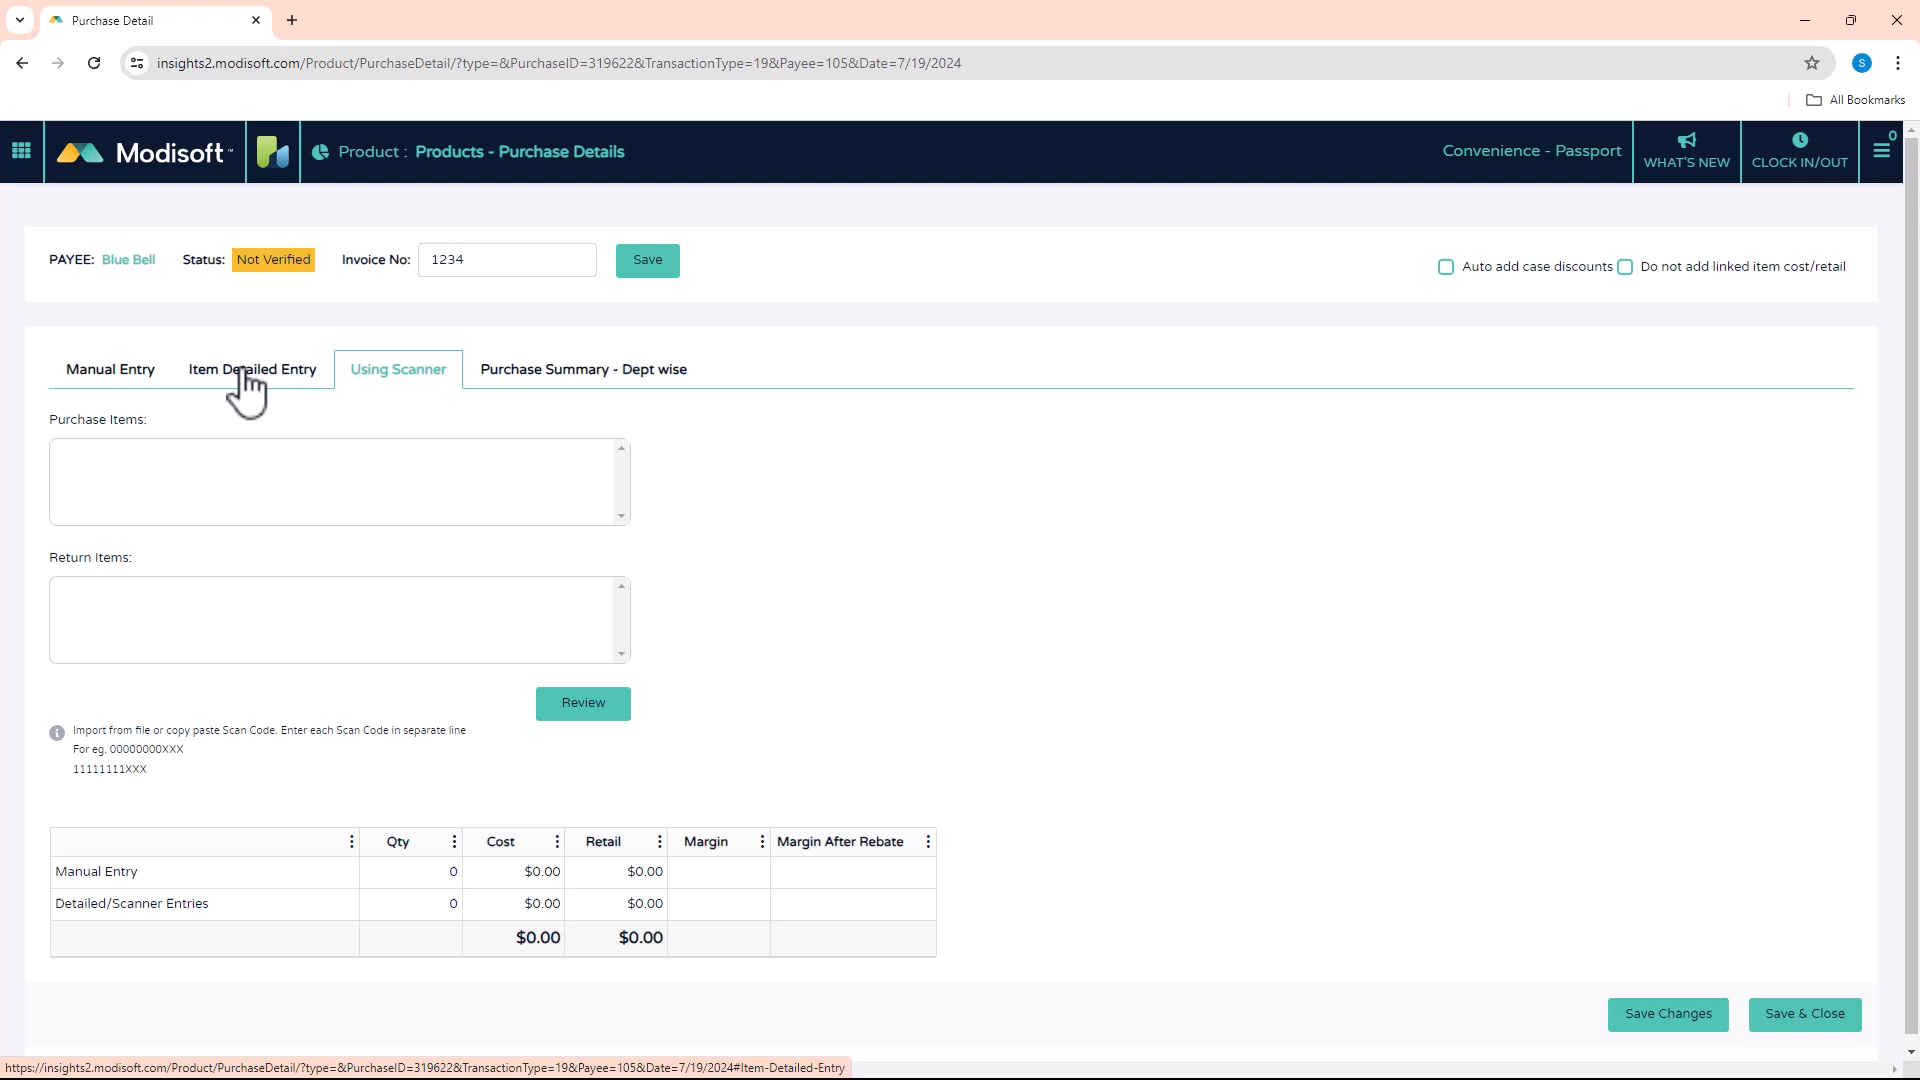 Purchase Detail
insights2.modisoft.com/Product/PurchaseDetail/?type=&PurchaseID=319622&TransactionType=19&Payee=105&Date=7/19/2024
S
All Bookmarks
Modisoft™
Product : Products - Purchase Details
Convenience - Passport
WHAT'S NEW
CLOCK IN/OUT
0
PAYEE: Blue Bell Status: Not Verified Invoice No: 1234 Save
Auto add case discounts Do not add linked item cost/retail
Manual Entry Item Detailed Entry Using Scanner Purchase Summary - Dept wise
Purchase Items:
Return Items:
Review
Import from file or copy paste Scan Code. Enter each Scan Code in separate line
For eg. 00000000XXX
11111111XXX
Qty Cost Retail Margin Margin After Rebate
Manual Entry 0 $0.00 $0.00
Detailed/Scanner Entries 0 $0.00 $0.00
$0.00 $0.00
Save Changes Save & Close
https://insights2.modisoft.com/Product/PurchaseDetail/?type=&PurchaseID=319622&TransactionType=19&Payee=105&Date=7/19/2024#Item-Detailed-Entry